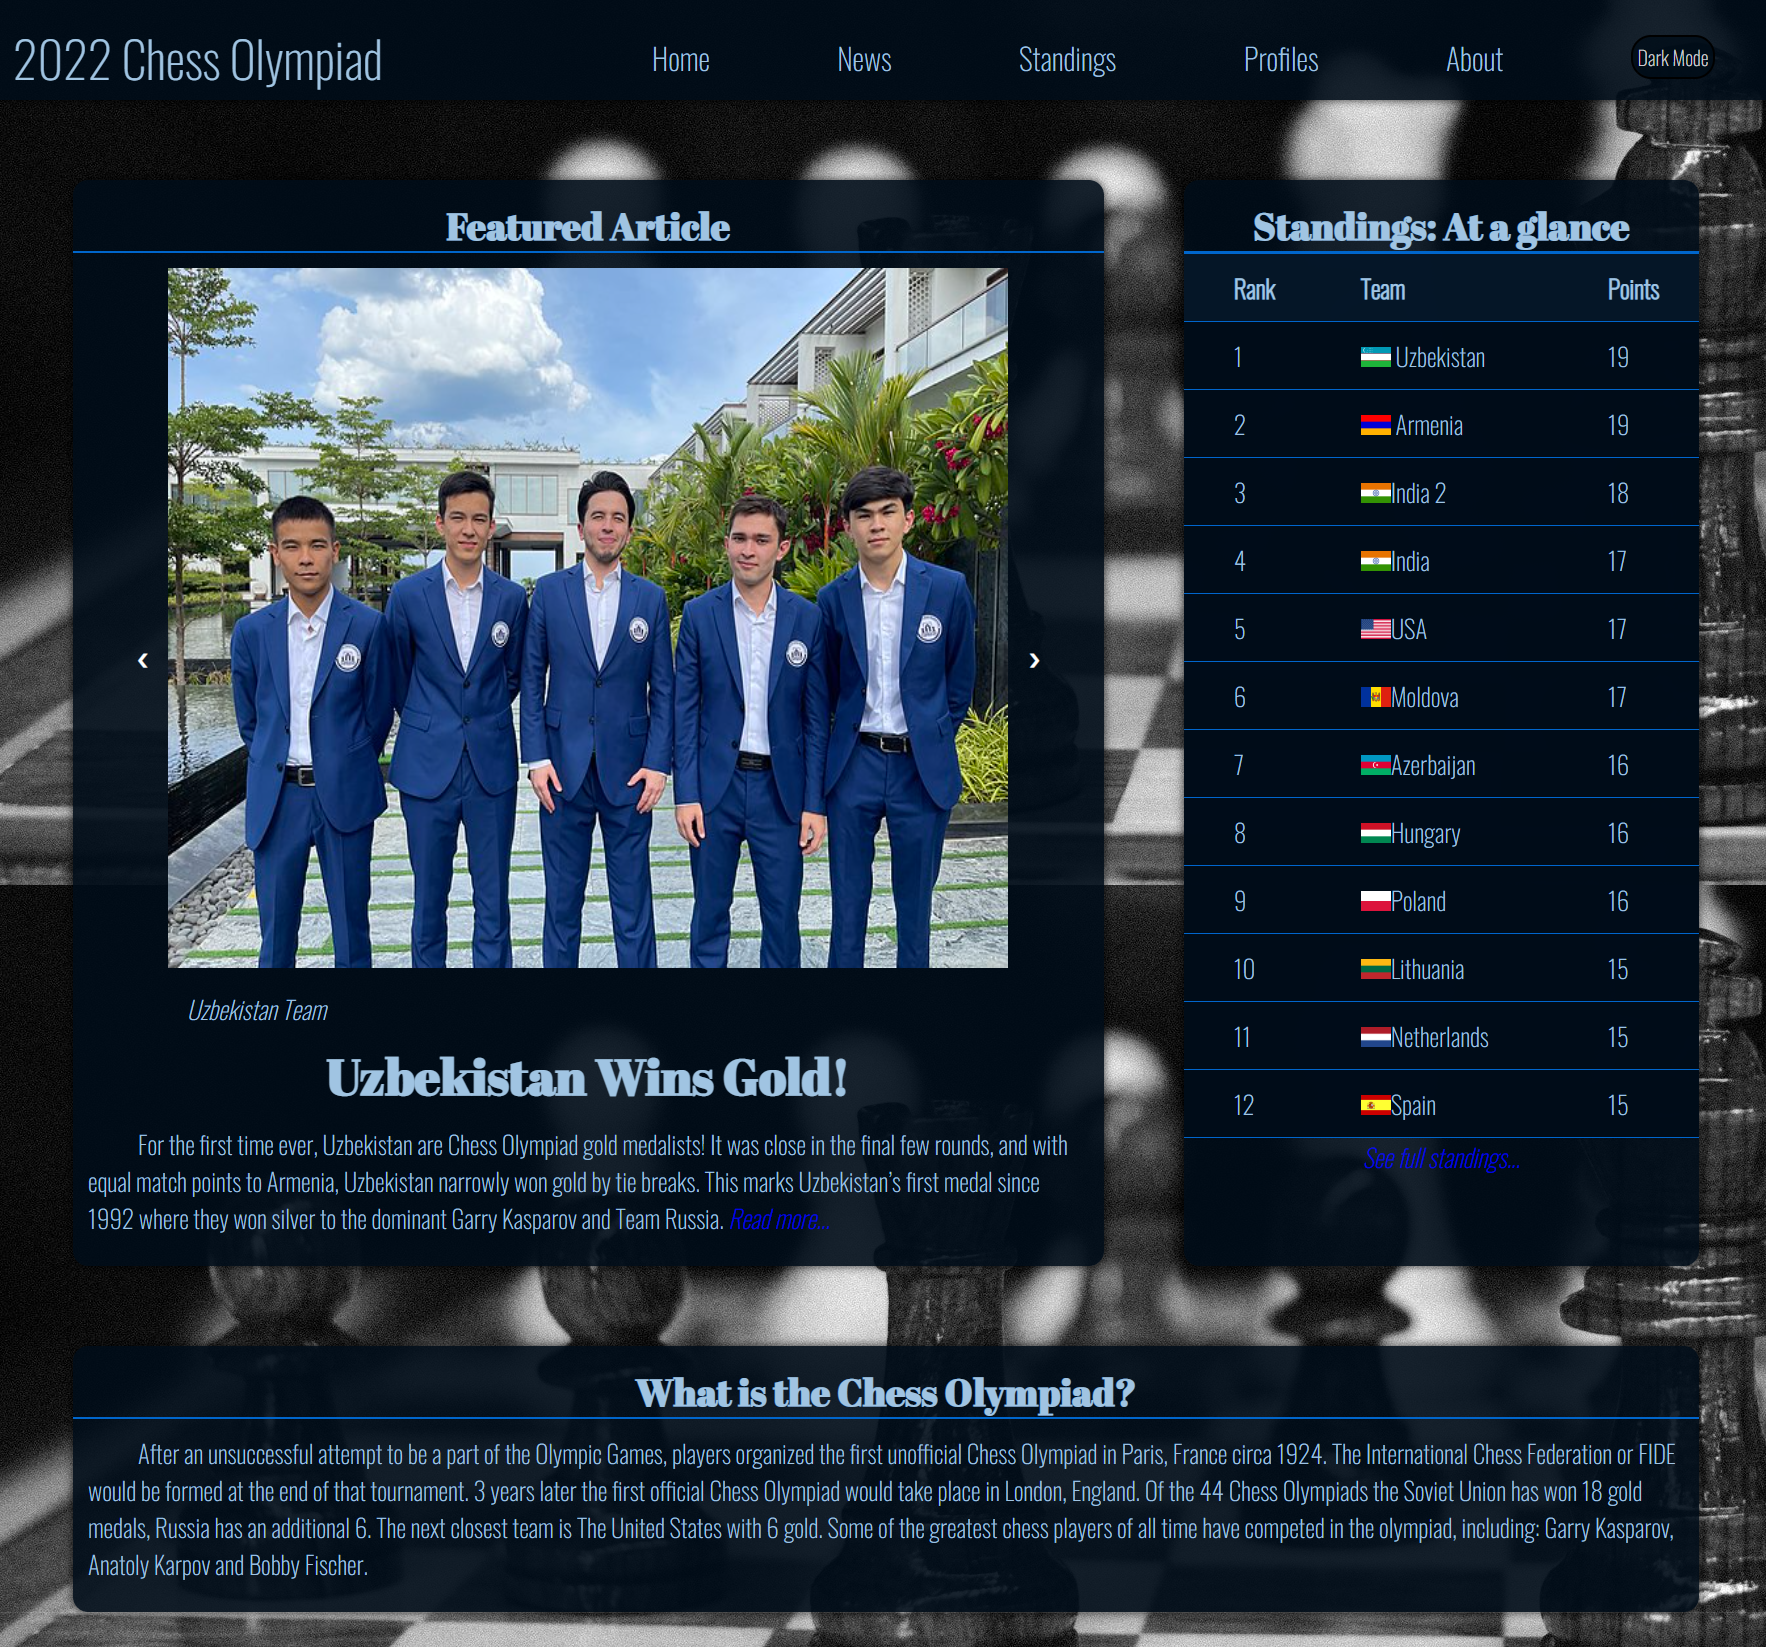 2022 Chess Olympiad
Home
News
Standings
Profiles
About
Dark Mode
Featured Article
‹
›
Uzbekistan Team
Uzbekistan Wins Gold!
For the first time ever, Uzbekistan are Chess Olympiad gold medalists! It was close in the final few rounds, and with
equal match points to Armenia, Uzbekistan narrowly won gold by tie breaks. This marks Uzbekistan's first medal since
1992 where they won silver to the dominant Garry Kasparov and Team Russia. Read more...
Standings: At a glance
Rank Team Points
1 Uzbekistan 19
2 Armenia 19
3 India 2 18
4 India 17
5 USA 17
6 Moldova 17
7 Azerbaijan 16
8 Hungary 16
9 Poland 16
10 Lithuania 15
11 Netherlands 15
12 Spain 15
See full standings...
What is the Chess Olympiad?
After an unsuccessful attempt to be a part of the Olympic Games, players organized the first unofficial Chess Olympiad in Paris, France circa 1924. The International Chess Federation or FIDE
would be formed at the end of that tournament. 3 years later the first official Chess Olympiad would take place in London, England. Of the 44 Chess Olympiads the Soviet Union has won 18 gold
medals, Russia has an additional 6. The next closest team is The United States with 6 gold. Some of the greatest chess players of all time have competed in the olympiad, including: Garry Kasparov,
Anatoly Karpov and Bobby Fischer.